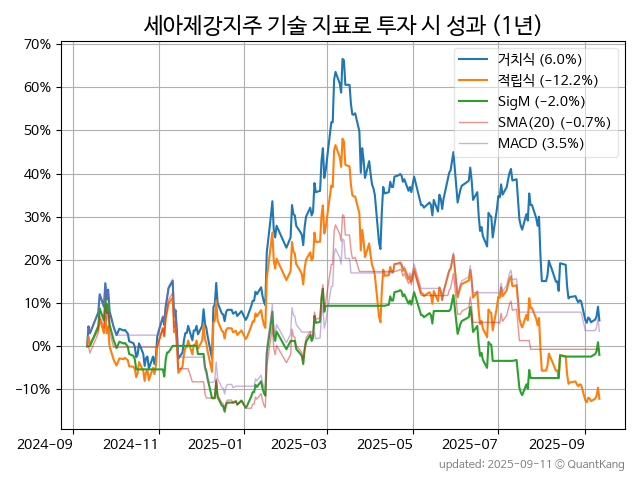 세아제강지주 기술 지표로 투자 시 성과 (1년)
70%
60%
50%
40%
30%
20%
10%
0%
−10%
거치식 (6.0%)
적립식 (−12.2%)
SigM (−2.0%)
SMA(20) (−0.7%)
MACD (3.5%)
2024-09 2024-11 2025-01 2025-03 2025-05 2025-07 2025-09
updated: 2025-09-11 © QuantKang